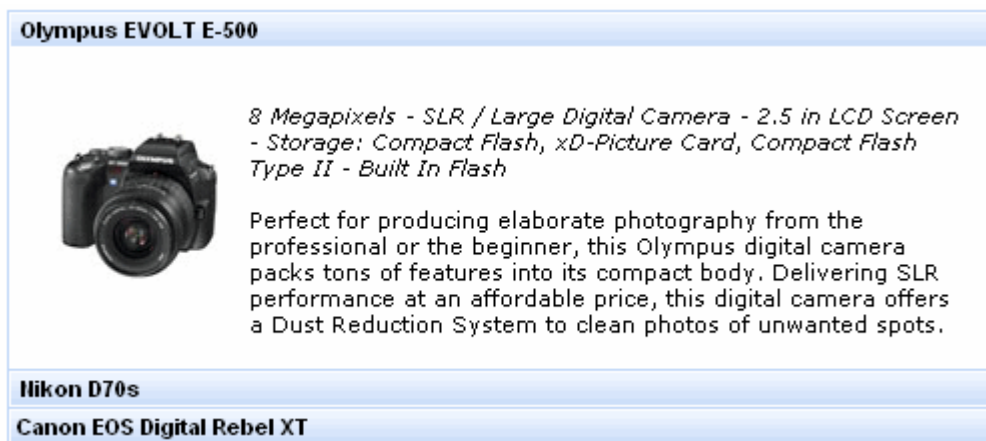 Olympus EVOLT E-500
8 Megapixels - SLR / Large Digital Camera - 2.5 in LCD Screen
- Storage: Compact Flash, xD-Picture Card, Compact Flash
Type II - Built In Flash
OLYMPUS
Perfect for producing elaborate photography from the
professional or the beginner, this Olympus digital camera
packs tons of features into its compact body. Delivering SLR
performance at an affordable price, this digital camera offers
a Dust Reduction System to clean photos of unwanted spots.
Nikon D70s
Canon EOS Digital Rebel XT